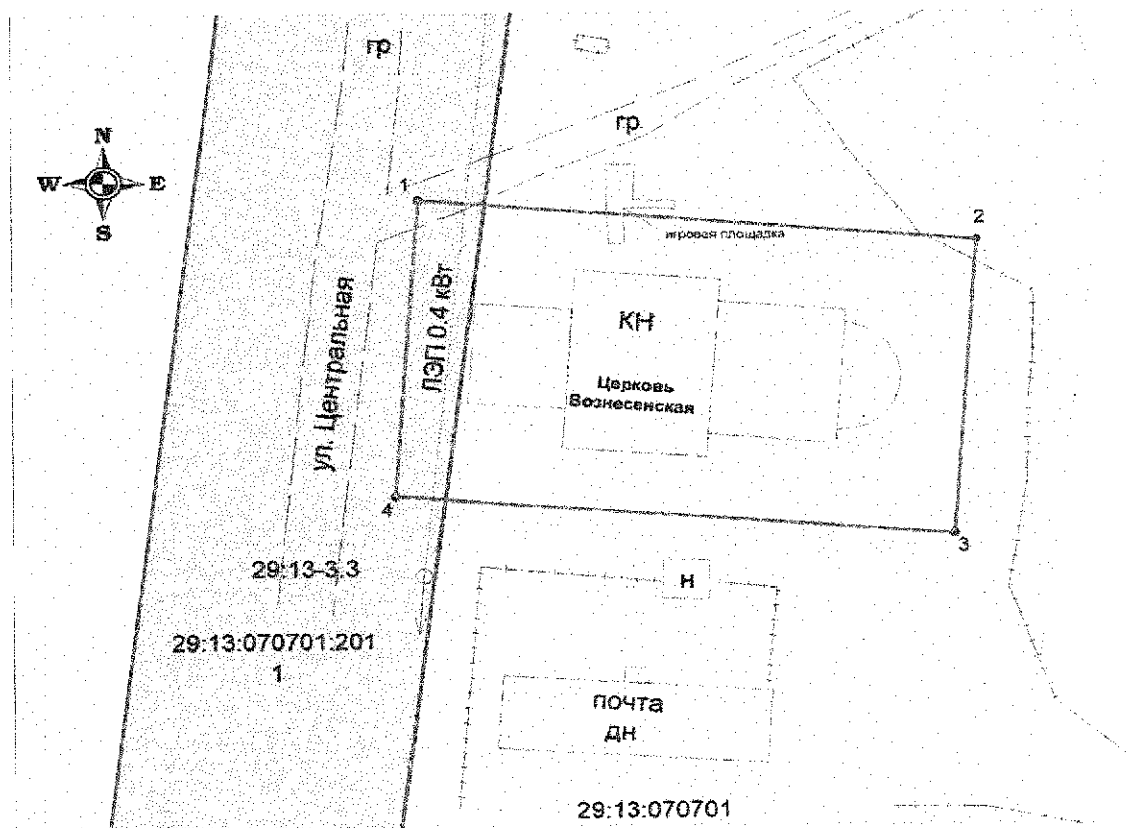 гр
гр.
N
W E
S
1
2
игровая площадка
КН
Церковь
Вознесенская
ул. Центральная
ЛЭП 0.4 кВт
4
3
29:13-3.3
Н
29:13:070701:201
1
почта
ДН
29:13:070701